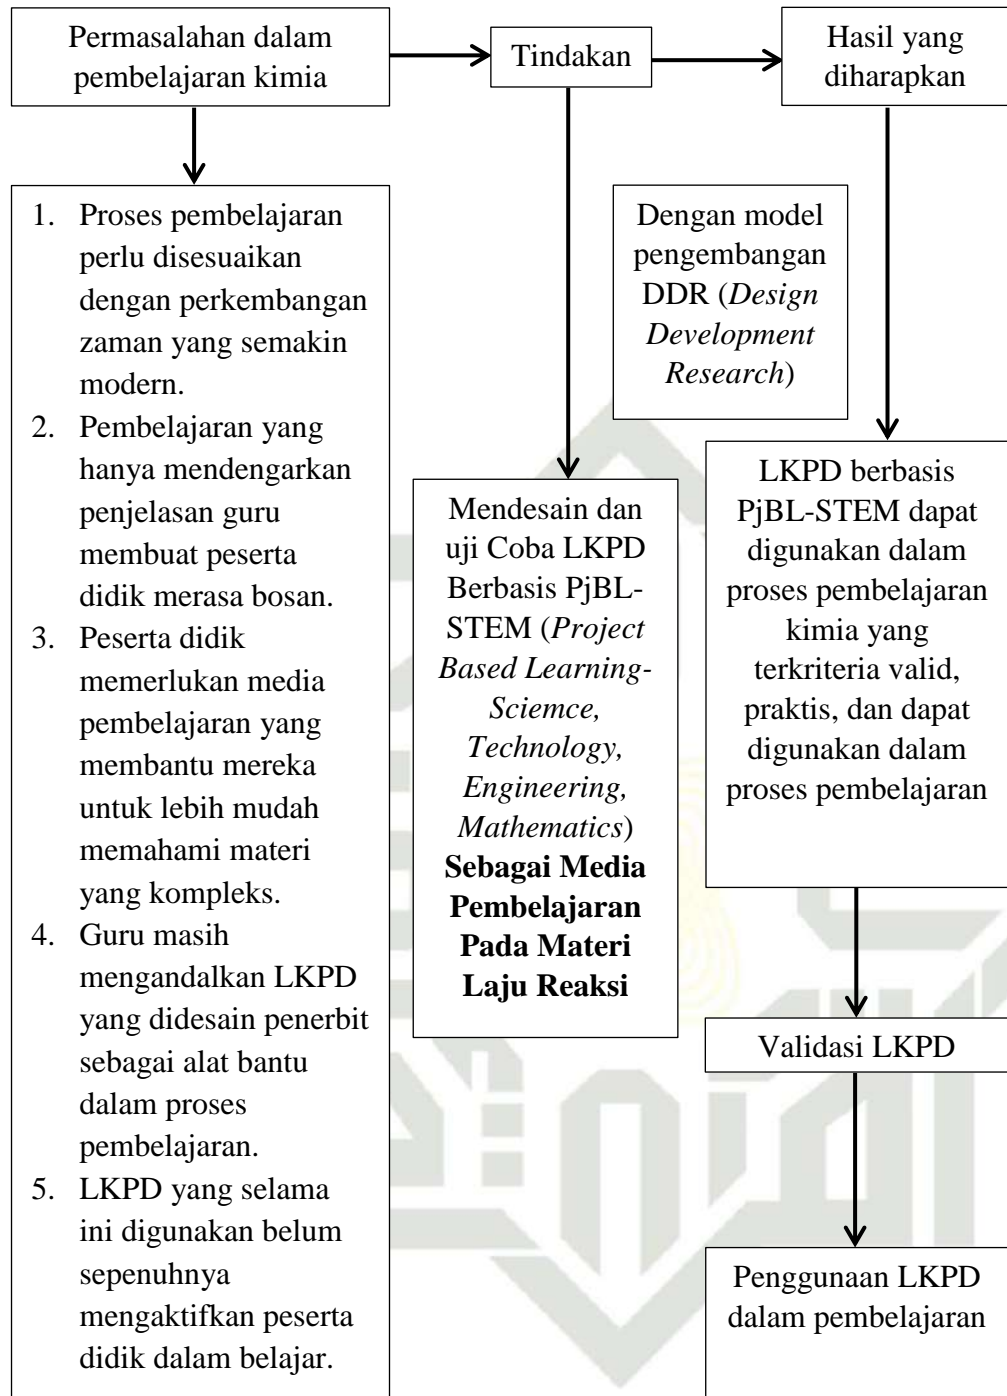 Permasalahan dalam
pembelajaran kimia
Tindakan
Hasil yang
diharapkan
1. Proses pembelajaran
perlu disesuaikan
dengan perkembangan
zaman yang semakin
modern.
2. Pembelajaran yang
hanya mendengarkan
penjelasan guru
membuat peserta
didik merasa bosan.
3. Peserta didik
memerlukan media
pembelajaran yang
membantu mereka
untuk lebih mudah
memahami materi
yang kompleks.
4. Guru masih
mengandalkan LKPD
yang didesain penerbit
sebagai alat bantu
dalam proses
pembelajaran.
5. LKPD yang selama
ini digunakan belum
sepenuhnya
mengaktifkan peserta
didik dalam belajar.
Dengan model
pengembangan
DDR (Design
Development
Research)
Mendesain dan
uji Coba LKPD
Berbasis PjBL-
STEM (Project
Based Learning-
Sciemce,
Technology,
Engineering,
Mathematics)
Sebagai Media
Pembelajaran
Pada Materi
Laju Reaksi
LKPD berbasis
PjBL-STEM dapat
digunakan dalam
proses pembelajaran
kimia yang
terkriteria valid,
praktis, dan dapat
digunakan dalam
proses pembelajaran
Validasi LKPD
Penggunaan LKPD
dalam pembelajaran